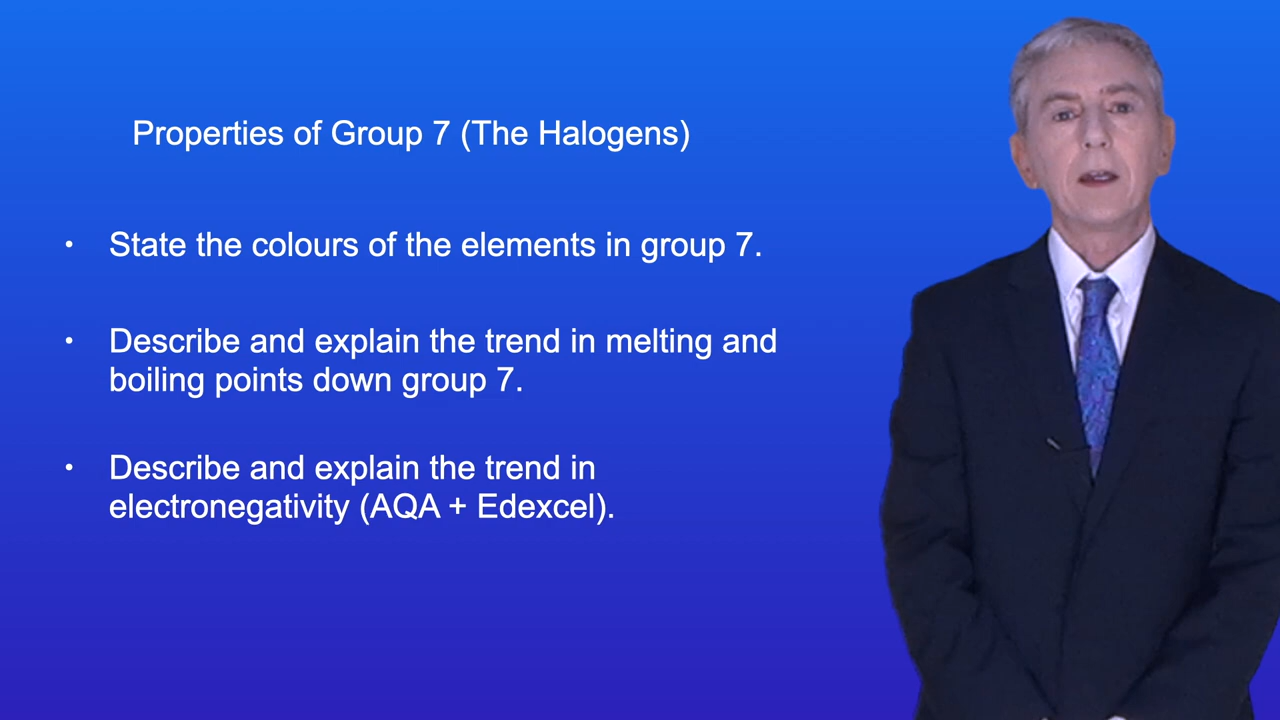 Properties of Group 7 (The Halogens)
• State the colours of the elements in group 7.
• Describe and explain the trend in melting and
boiling points down group 7.
• Describe and explain the trend in
electronegativity (AQA + Edexcel).